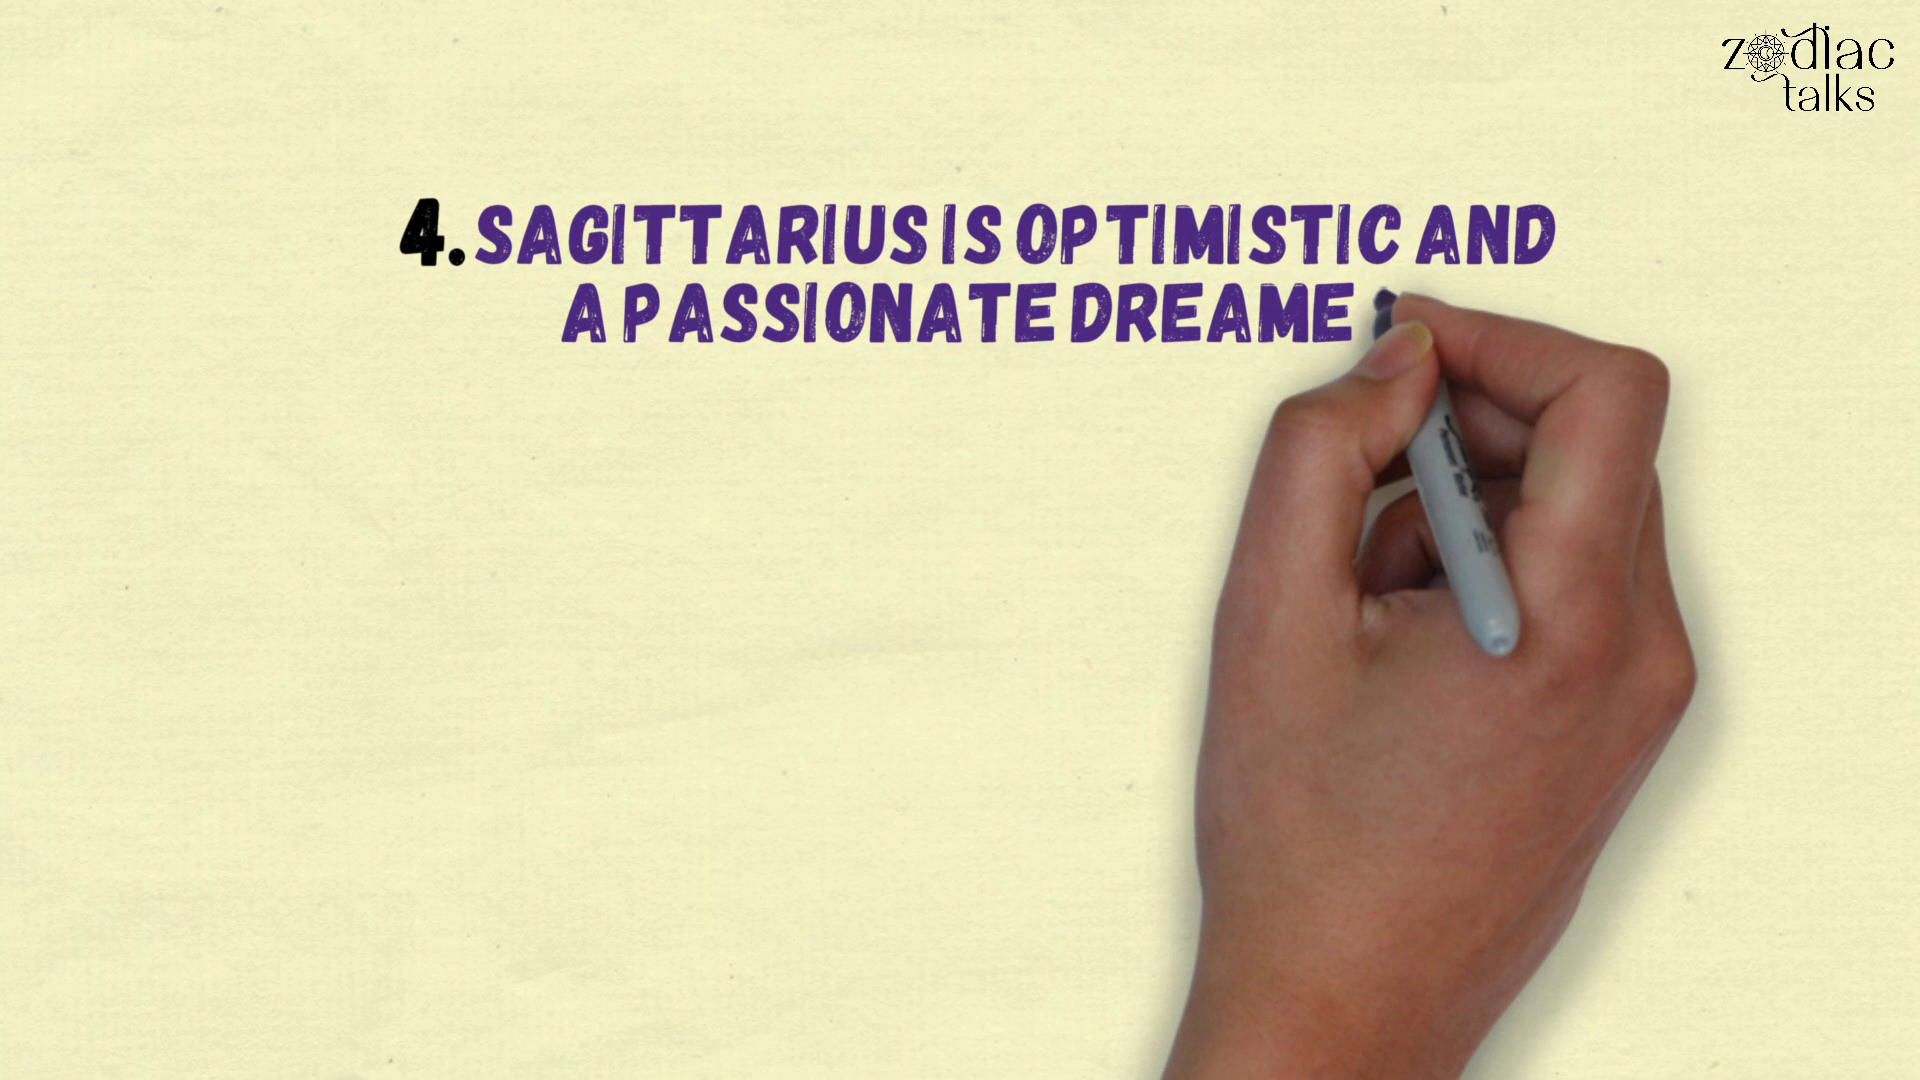 zodiac
talks
4. SAGITTARIUS IS OPTIMISTIC AND
A PASSIONATE DREAME